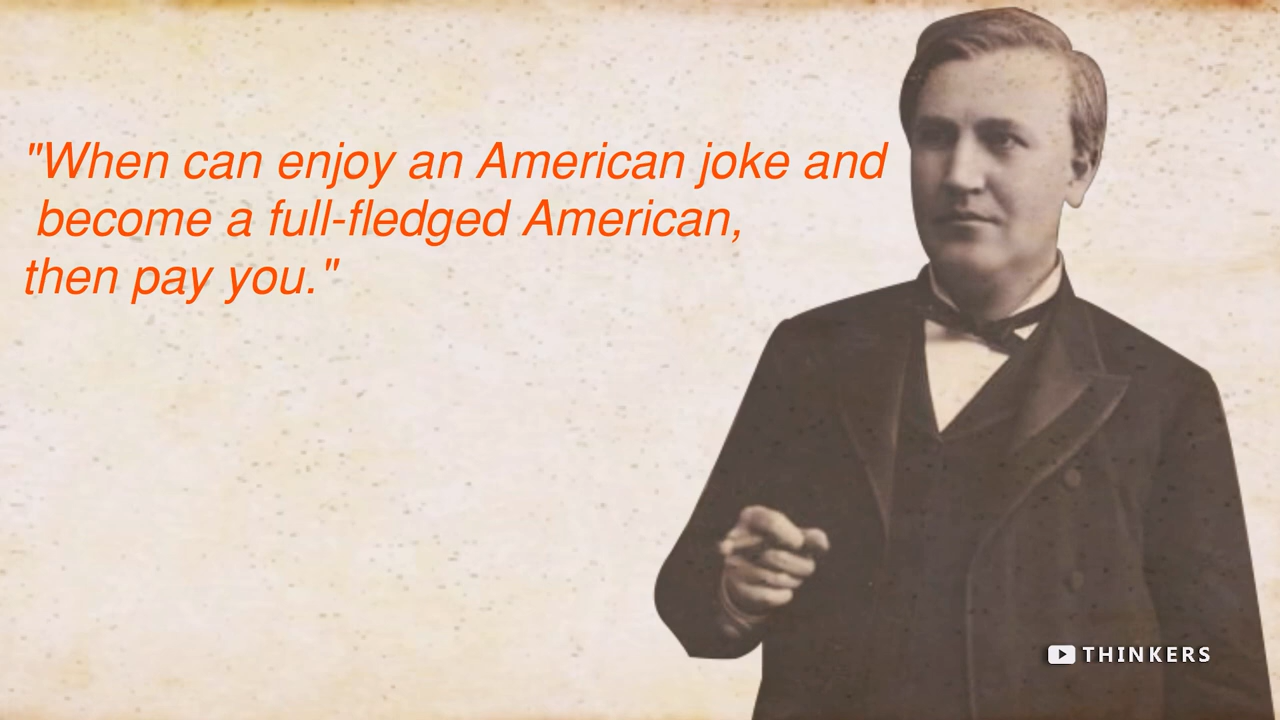 "When can enjoy an American joke and
become a full-fledged American,
then pay you."
THINKERS